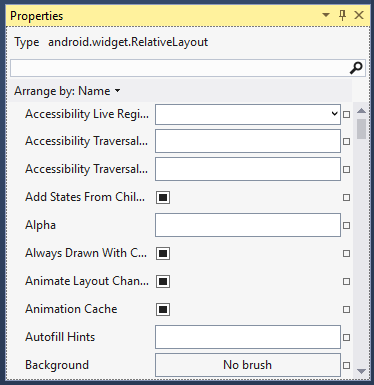 Properties
Type android.widget.RelativeLayout
Arrange by: Name
Accessibility Live Regi...
Accessibility Traversal...
Accessibility Traversal...
Add States From Chil...
Alpha
Always Drawn With C...
Animate Layout Chan...
Animation Cache
Autofill Hints
Background No brush